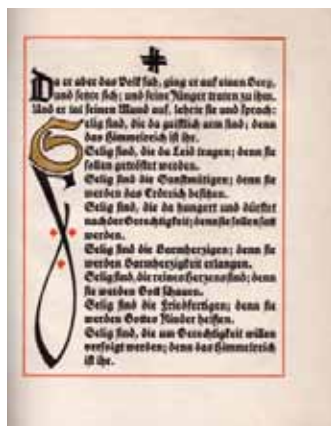 Da er aber das Volk sah, ging er auf einen Berg,
und setzte sich; und seine Jünger traten zu ihm.
Und er tat seinen Mund auf, lehrte sie und sprach:
Selig sind, die da geistlich arm sind; denn
das Himmelreich ist ihr.
Selig sind, die da Leid tragen; denn sie
sollen getröstet werden.
Selig sind die Sanftmütigen; denn sie
werden das Erdreich besitzen.
Selig sind, die da hungert und dürstet
nach der Gerechtigkeit; denn sie sollen satt
werden.
Selig sind die Barmherzigen; denn sie
werden Barmherzigkeit erlangen.
Selig sind, die reines Herzens sind; denn
sie werden Gott schauen.
Selig sind die Friedfertigen; denn sie
werden Gottes Kinder heißen.
Selig sind, die um Gerechtigkeit willen
verfolgt werden; denn das Himmelreich
ist ihr.